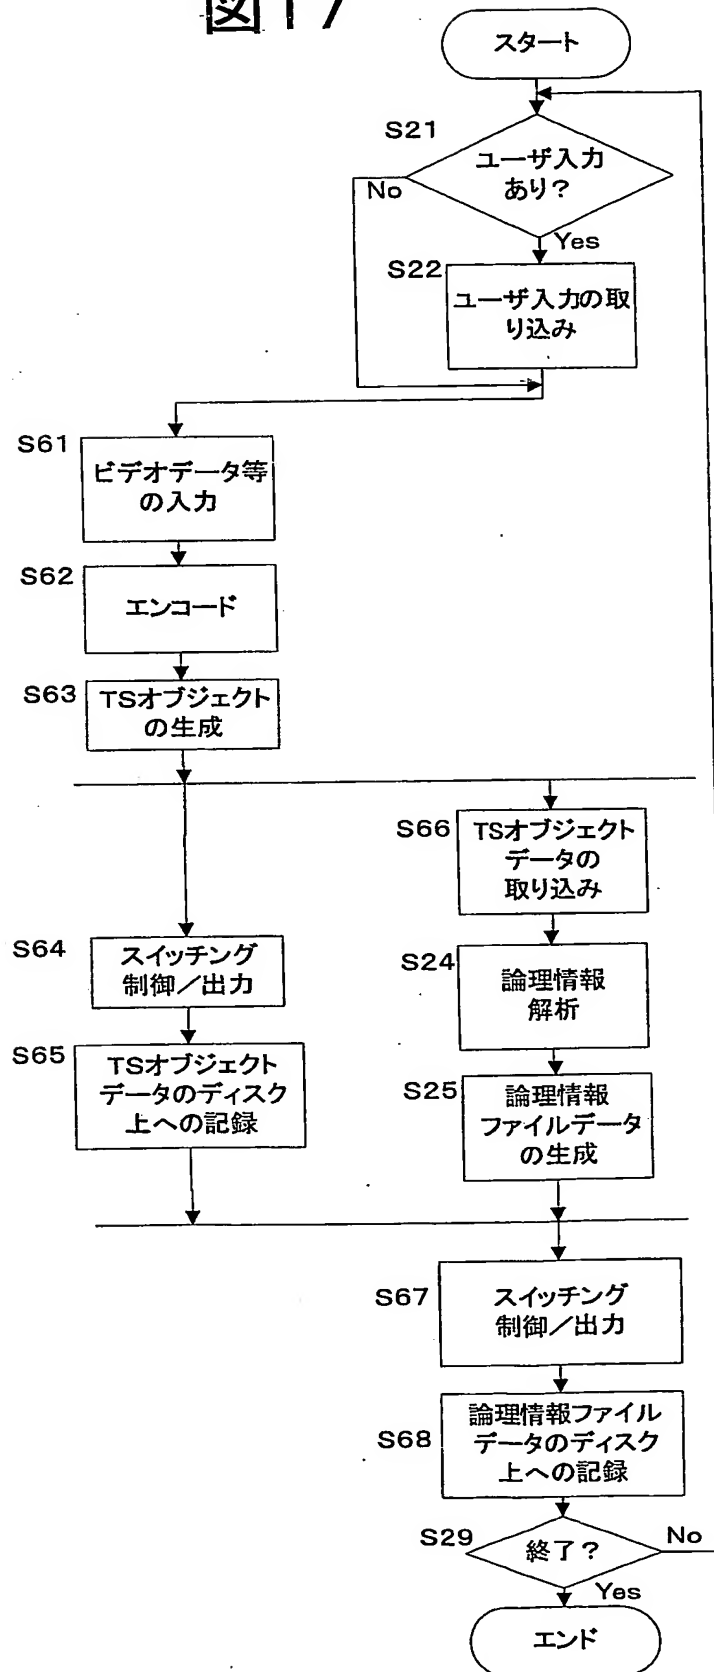 図17
スタート
S21
ユーザ入力
あり？
No
Yes
S22
ユーザ入力の取
り込み
S61
ビデオデータ等
の入力
S62
エンコード
S63
TSオブジェクト
の生成
S66
TSオブジェクト
データの
取り込み
S64
スイッチング
制御／出力
S24
論理情報
解析
S65
TSオブジェクト
データのディスク
上への記録
S25
論理情報
ファイルデータ
の生成
S67
スイッチング
制御／出力
S68
論理情報ファイル
データのディスク
上への記録
S29
終了？
No
Yes
エンド